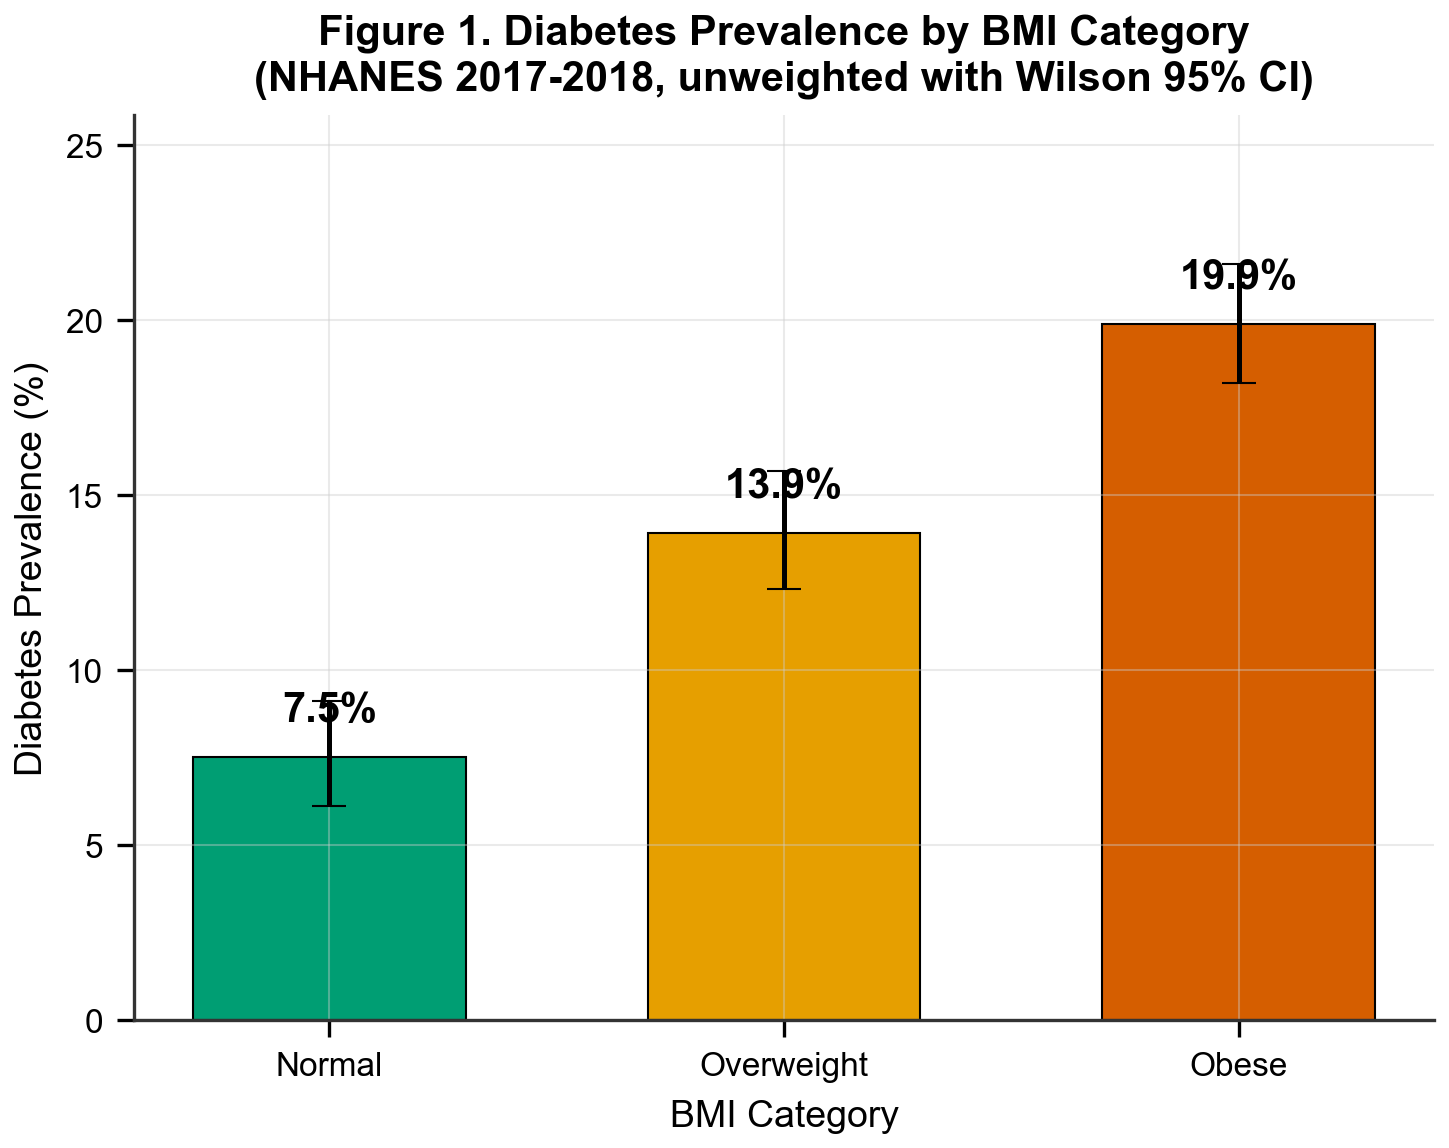 Figure 1. Diabetes Prevalence by BMI Category
(NHANES 2017-2018, unweighted with Wilson 95% CI)
Diabetes Prevalence (%)
25
20
15
10
5
0
19.9%
13.9%
7.5%
Normal
Overweight
Obese
BMI Category